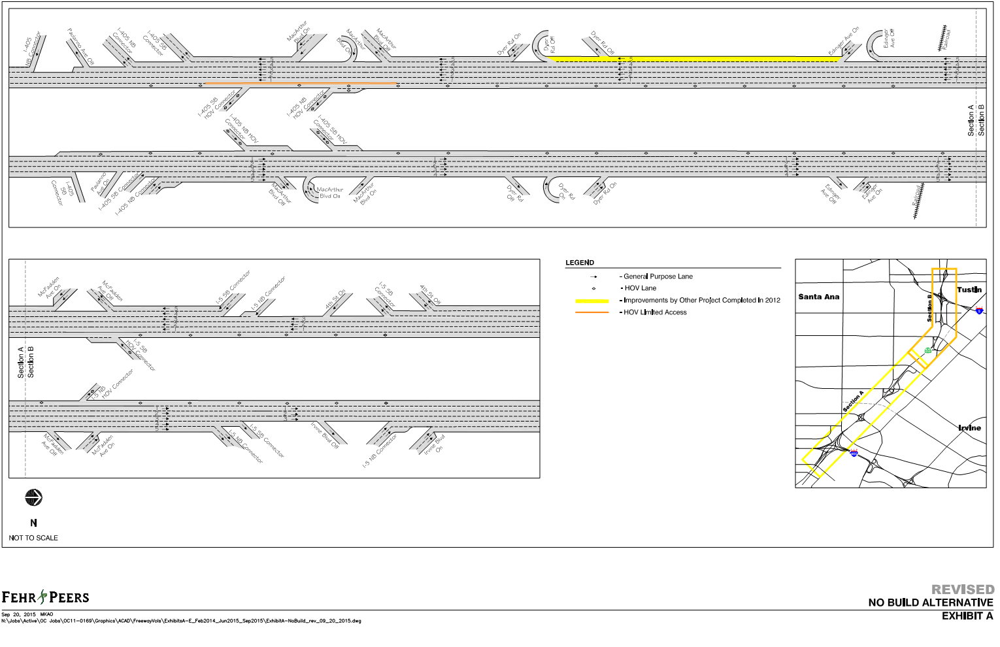 I-405
NB Connector
Paularino Ave Off
I-405 NB
Connector
I-405 SB
Connector
MacArthur
Blvd On
MacArthur
Blvd On
MacArthur
Blvd Off
Dyer Rd On
Dyer
Rd Off
Dyer Rd Off
Edinger Ave On
Edinger
Ave Off
Railroad
I-405 SB
HOV Connector
I-405 NB
HOV Connector
Section A
Section B
I-405 NB HOV
Connector
I-405 SB HOV
Connector
I-405
SB
Connector
Paularino
Ave On
I-405 SB Connector
I-405 NB Connector
MacArthur
Blvd Off
MacArthur
Blvd On
MacArthur
Blvd On
Dyer Rd
Off
Dyer Rd
On
Dyer Rd On
Edinger
Ave Off
Edinger
Ave On
Railroad
McFadden
Ave On
McFadden
Ave Off
I-5 SB Connector
I-5 NB Connector
4th St On
I-5 SB
Connector
4th St Off
I-5 SB
HOV Connector
Section A
Section B
I-5 NB
HOV Connector
McFadden
Ave Off
McFadden
Ave On
I-5 NB Connector
I-5 SB Connector
Irvine Blvd Off
I-5 NB Connector
Irvine Blvd
On
LEGEND
- General Purpose Lane
- HOV Lane
- Improvements by Other Project Completed In 2012
- HOV Limited Access
Santa Ana
Tustin
Section B
5
55
Section A
Irvine
405
N
NOT TO SCALE
FEHR PEERS
Sep 20, 2015 MKAO
N:\Jobs\Active\OC Jobs\OC11-0169\Graphics\ACAD\FreewayVols\ExhibitsA-E_Feb2014_Jun2015_Sep2015\ExhibitA-NoBuild_rev_09_20_2015.dwg
REVISED
NO BUILD ALTERNATIVE
EXHIBIT A